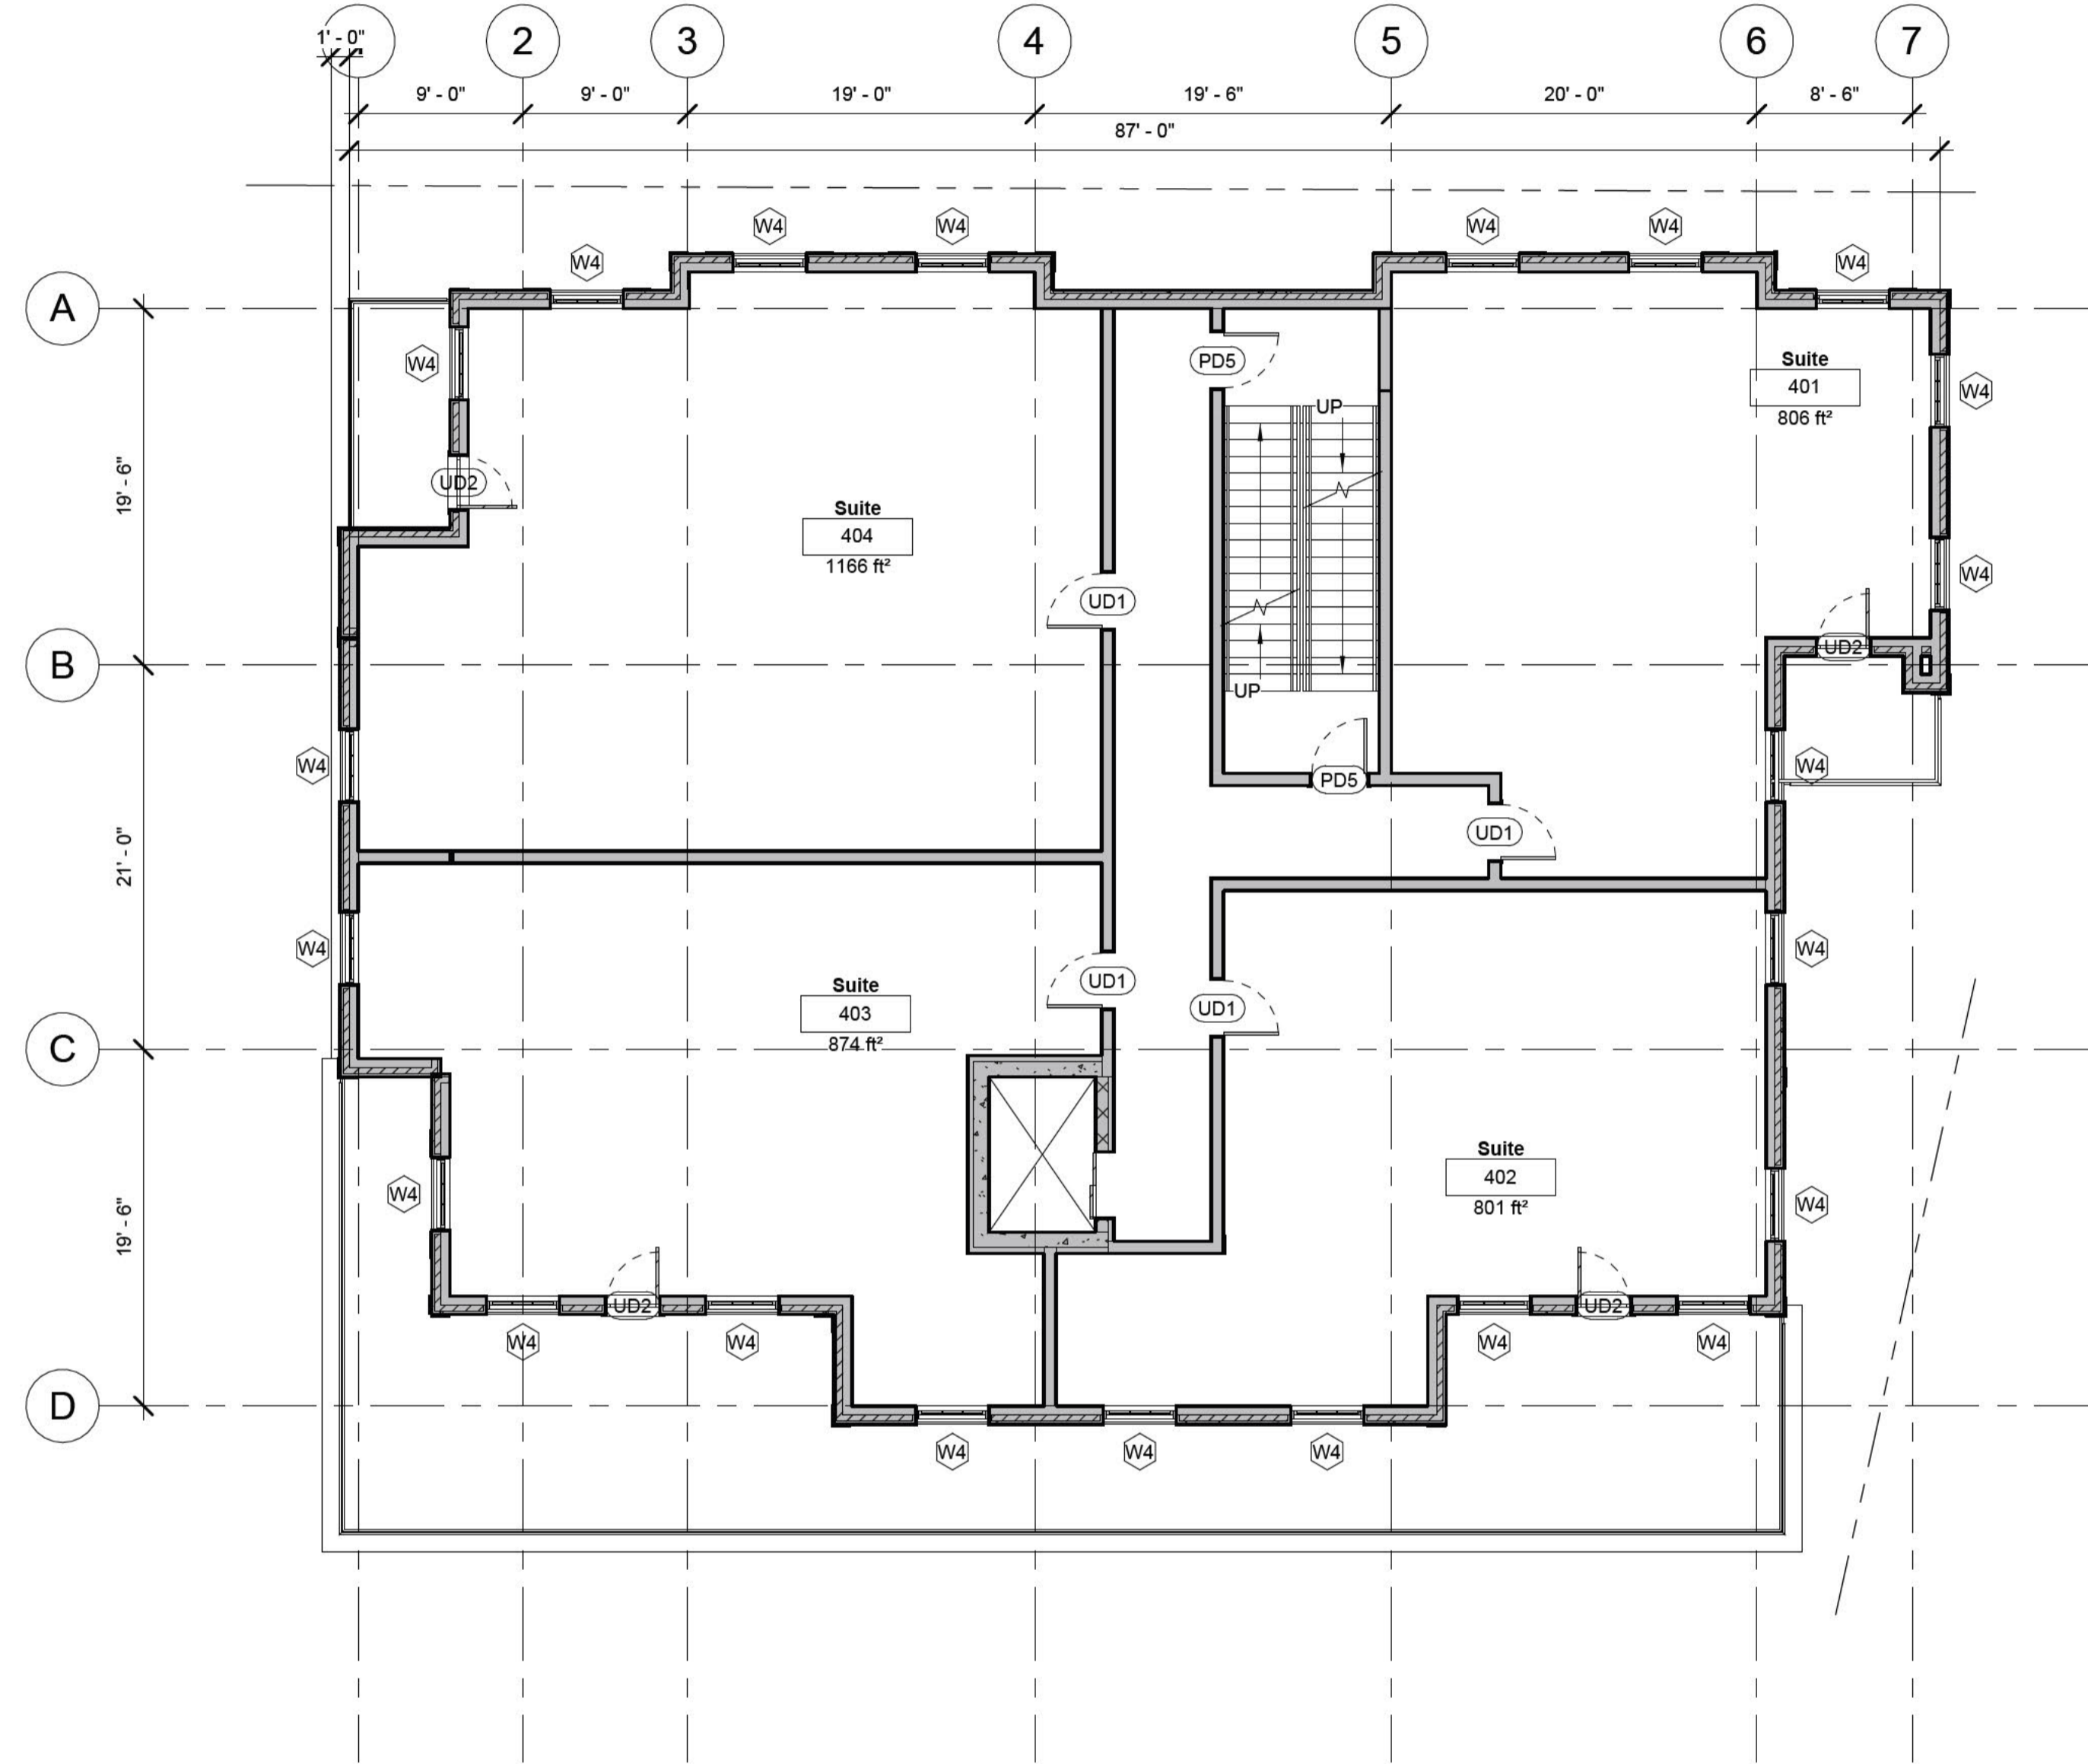 1' - 0"
2
3
4
5
6
7
9' - 0"
9' - 0"
19' - 0"
19' - 6"
20' - 0"
8' - 6"
87' - 0"
W4
W4
W4
W4
W4
W4
A
W4
PD5
Suite
401
806 ft²
W4
UP
19' - 6"
UD2
Suite
404
1166 ft²
W4
UD1
B
UD2
UP
W4
PD5
W4
21' - 0"
UD1
W4
UD1
W4
Suite
403
874 ft²
UD1
C
W4
Suite
402
801 ft²
W4
19' - 6"
UD2
UD2
W4
W4
W4
W4
D
W4
W4
W4